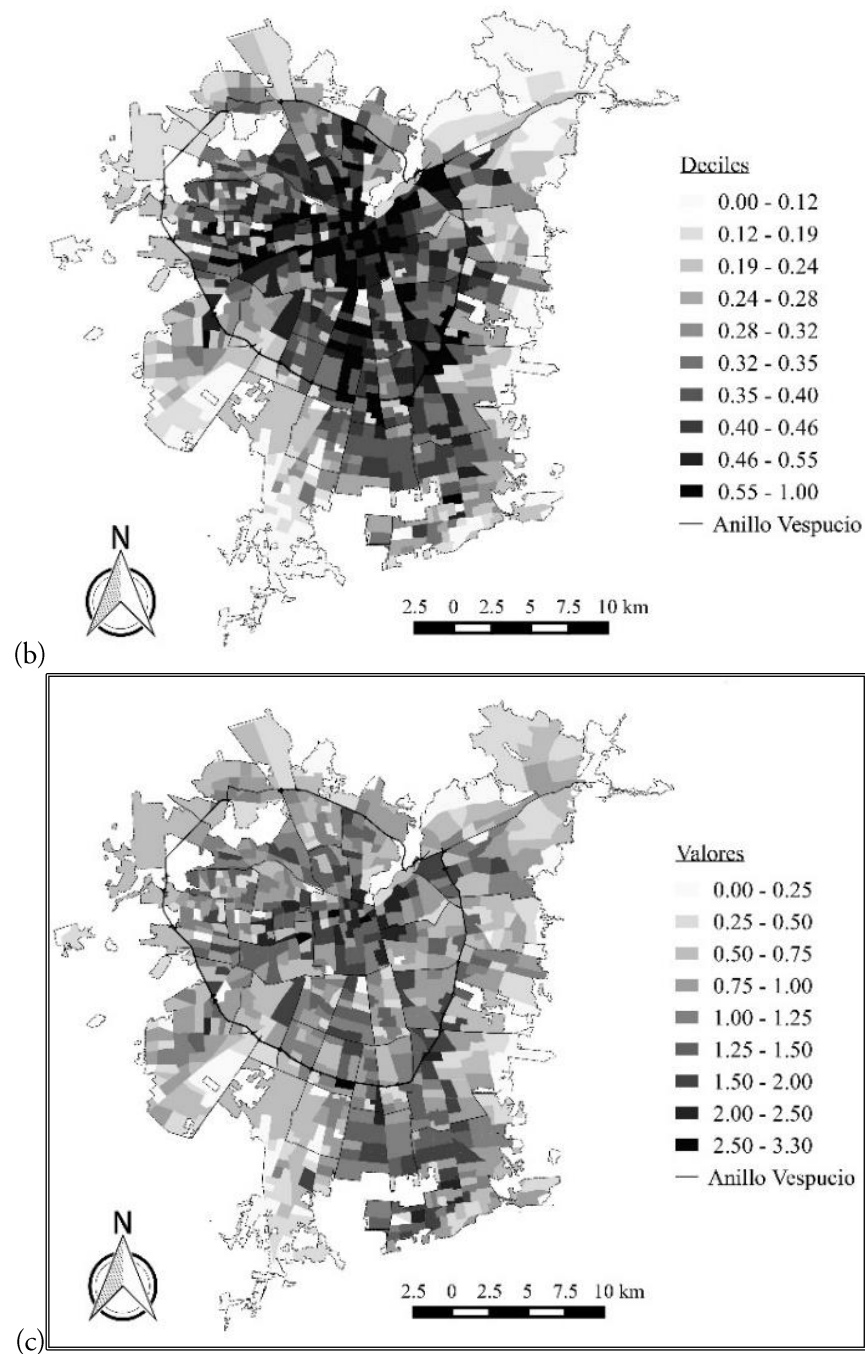 Deciles
0.00 - 0.12
0.12 - 0.19
0.19 - 0.24
0.24 - 0.28
0.28 - 0.32
0.32 - 0.35
0.35 - 0.40
0.40 - 0.46
0.46 - 0.55
0.55 - 1.00
Anillo Vespucio
N
2.5 0 2.5 5 7.5 10 km
(b)
Valores
0.00 - 0.25
0.25 - 0.50
0.50 - 0.75
0.75 - 1.00
1.00 - 1.25
1.25 - 1.50
1.50 - 2.00
2.00 - 2.50
2.50 - 3.30
Anillo Vespucio
N
2.5 0 2.5 5 7.5 10 km
(c)